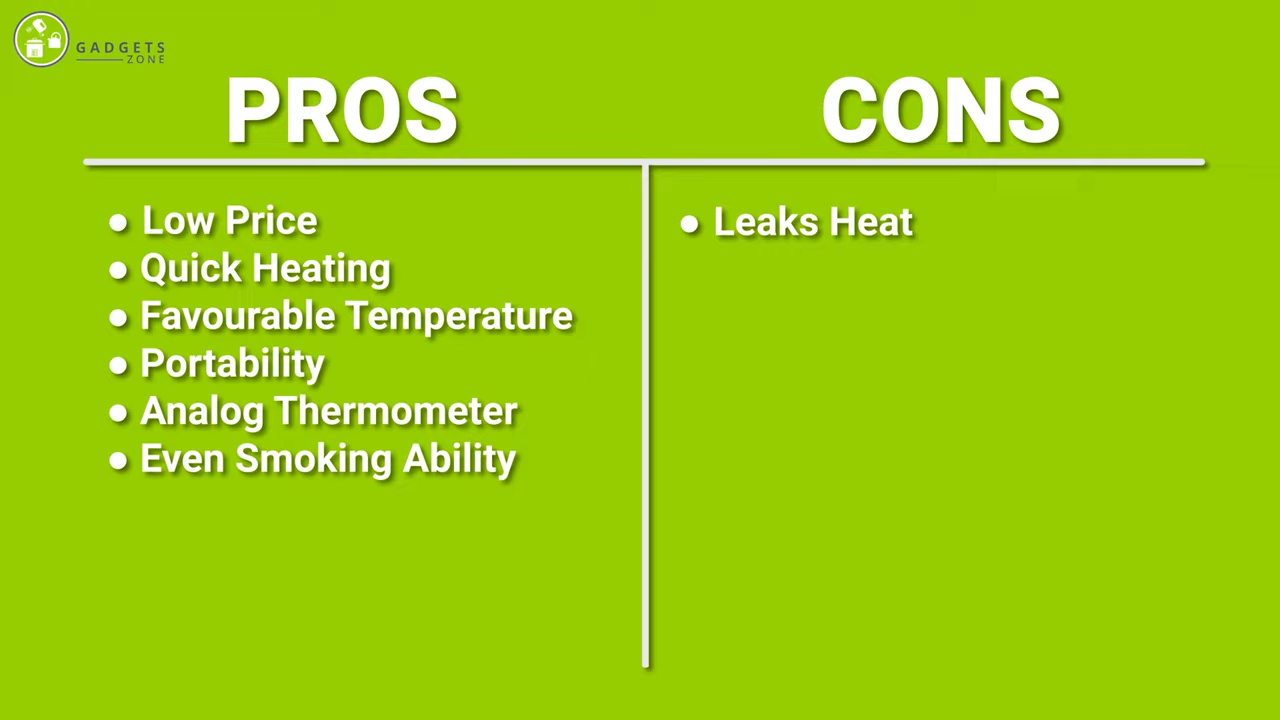 GADGETS
ZONE
PROS
CONS
● Low Price
● Quick Heating
● Favourable Temperature
● Portability
● Analog Thermometer
● Even Smoking Ability
● Leaks Heat